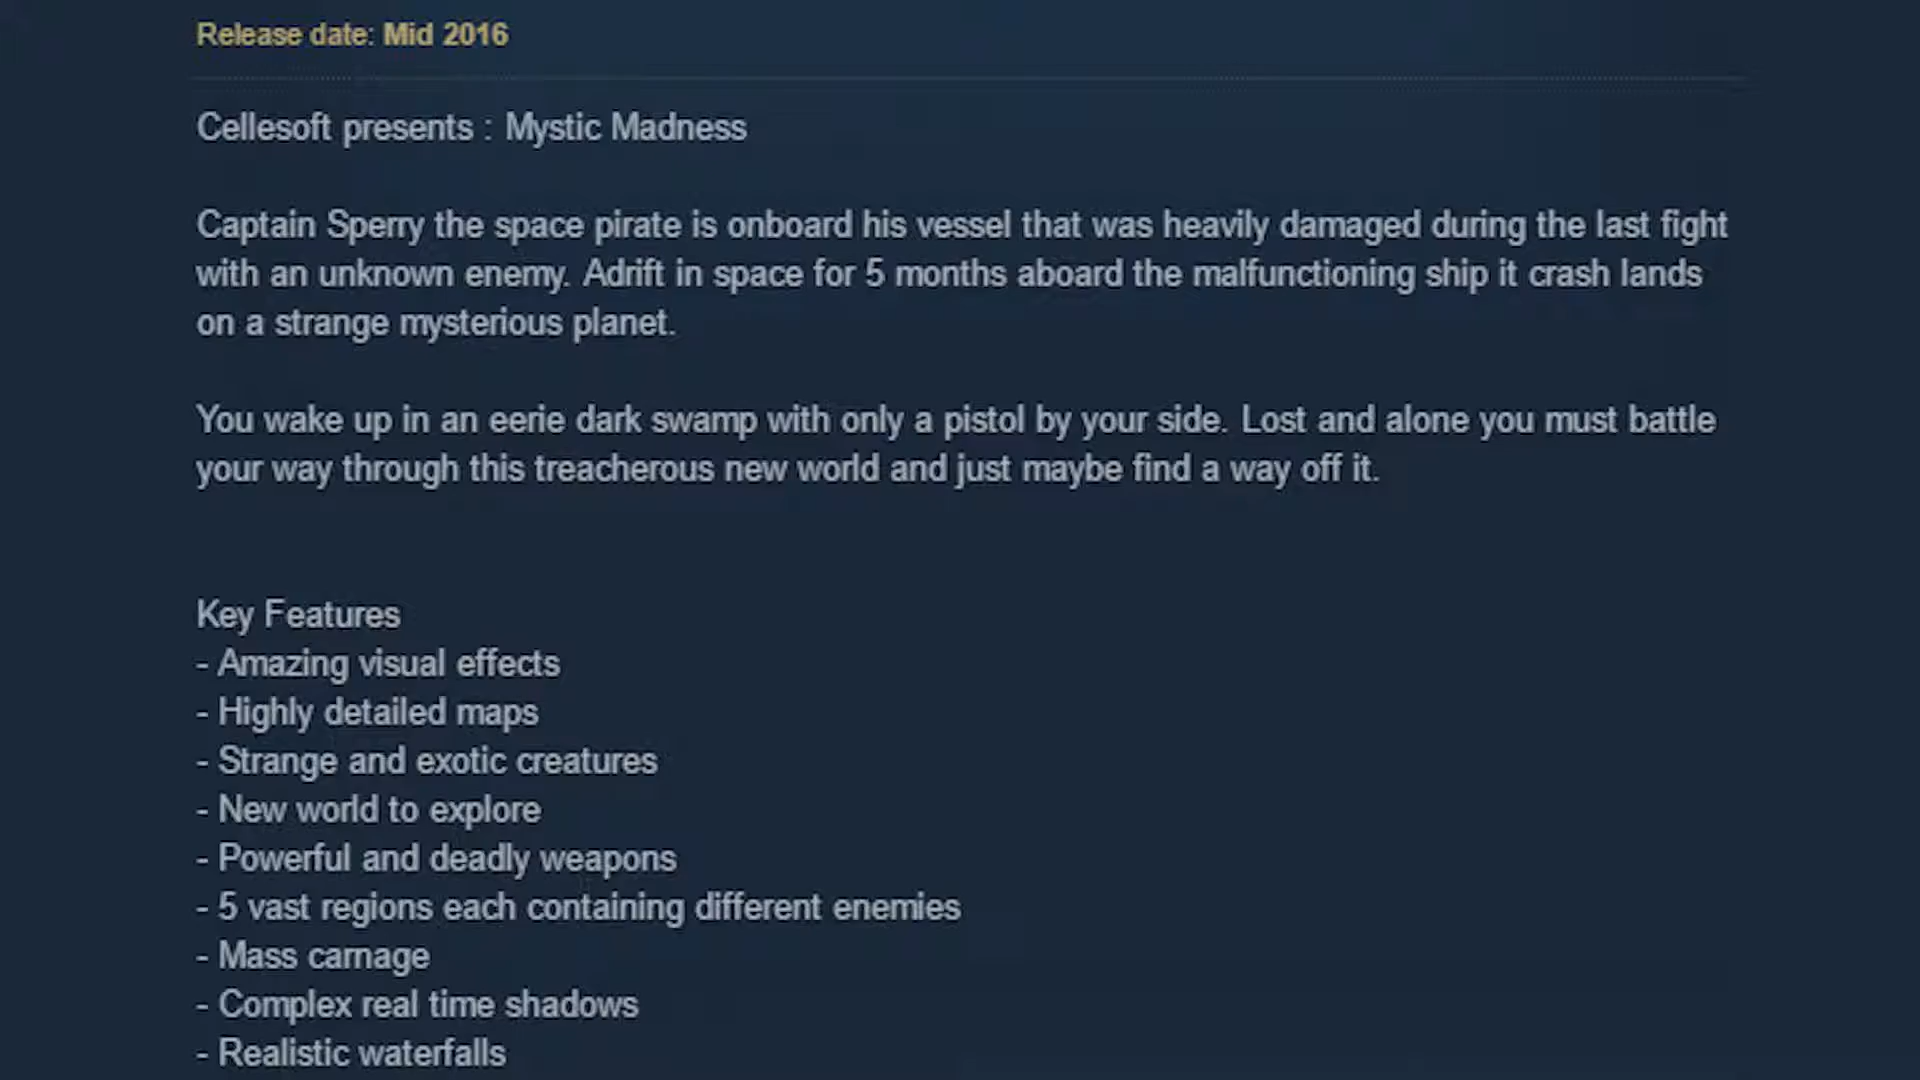 Release date: Mid 2016
Cellesoft presents : Mystic Madness
Captain Sperry the space pirate is onboard his vessel that was heavily damaged during the last fight
with an unknown enemy. Adrift in space for 5 months aboard the malfunctioning ship it crash lands
on a strange mysterious planet.
You wake up in an eerie dark swamp with only a pistol by your side. Lost and alone you must battle
your way through this treacherous new world and just maybe find a way off it.
Key Features
- Amazing visual effects
- Highly detailed maps
- Strange and exotic creatures
- New world to explore
- Powerful and deadly weapons
- 5 vast regions each containing different enemies
- Mass carnage
- Complex real time shadows
- Realistic waterfalls